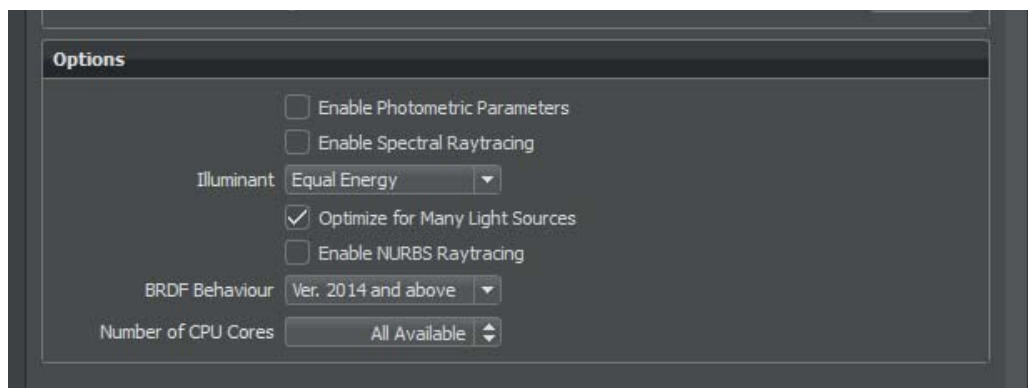 Options
Enable Photometric Parameters
Enable Spectral Raytracing
Illuminant Equal Energy
Optimize for Many Light Sources
Enable NURBS Raytracing
BRDF Behaviour Ver. 2014 and above
Number of CPU Cores All Available